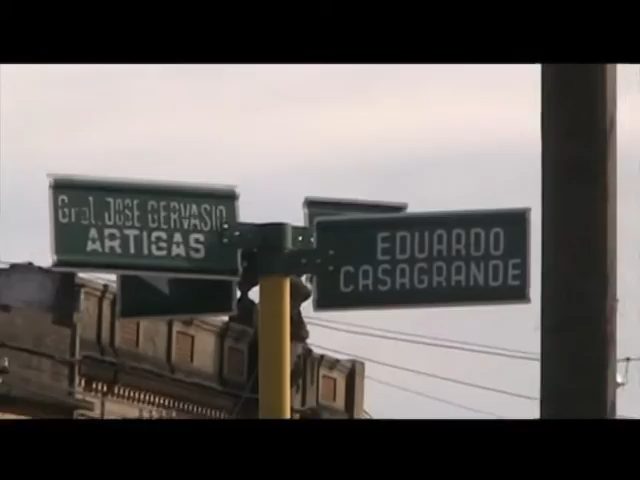 Gral. JOSE GERVASIO
ARTIGAS
EDUARDO
CASAGRANDE